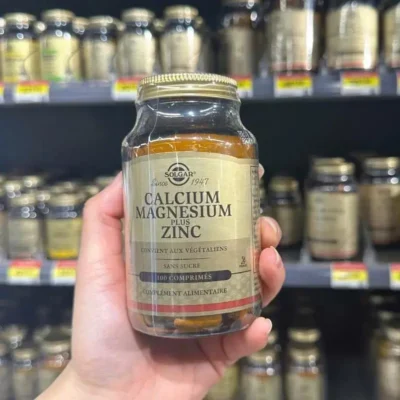 SOLGAR
Since 1947
CALCIUM
MAGNESIUM
PLUS
ZINC
CONVIENT AUX VÉGÉTALIENS
SANS SUCRE
100 COMPRIMÉS
COMPLÉMENT ALIMENTAIRE